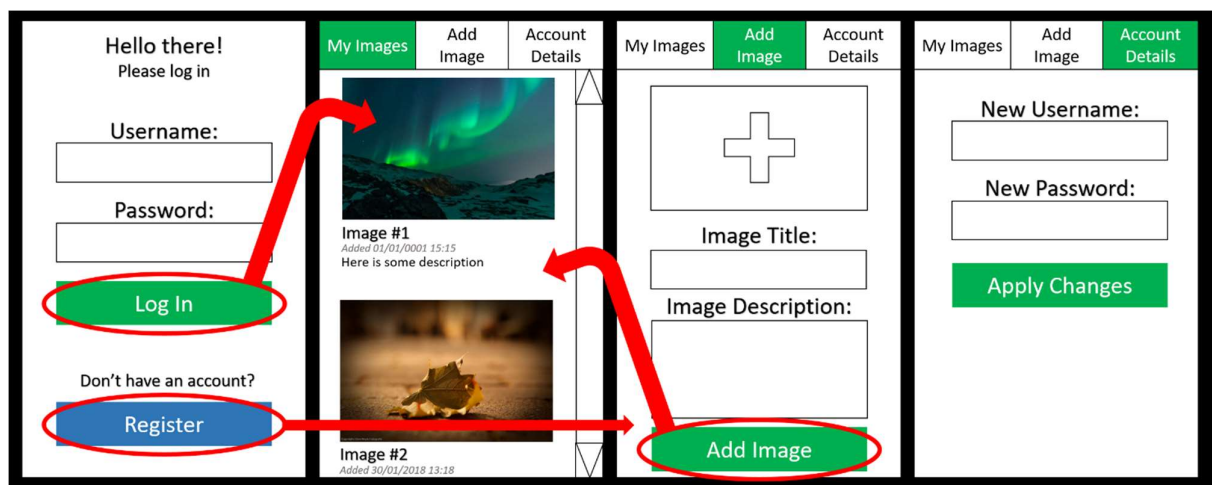 Hello there!
Please log in
Username:
Password:
Log In
Don't have an account?
Register
My Images
Add
Image
Account
Details
Image #1
Added 01/01/0001 15:15
Here is some description
Image #2
Added 30/01/2018 13:18
My Images
Add
Image
Account
Details
Image Title:
Image Description:
Add Image
My Images
Add
Image
Account
Details
New Username:
New Password:
Apply Changes